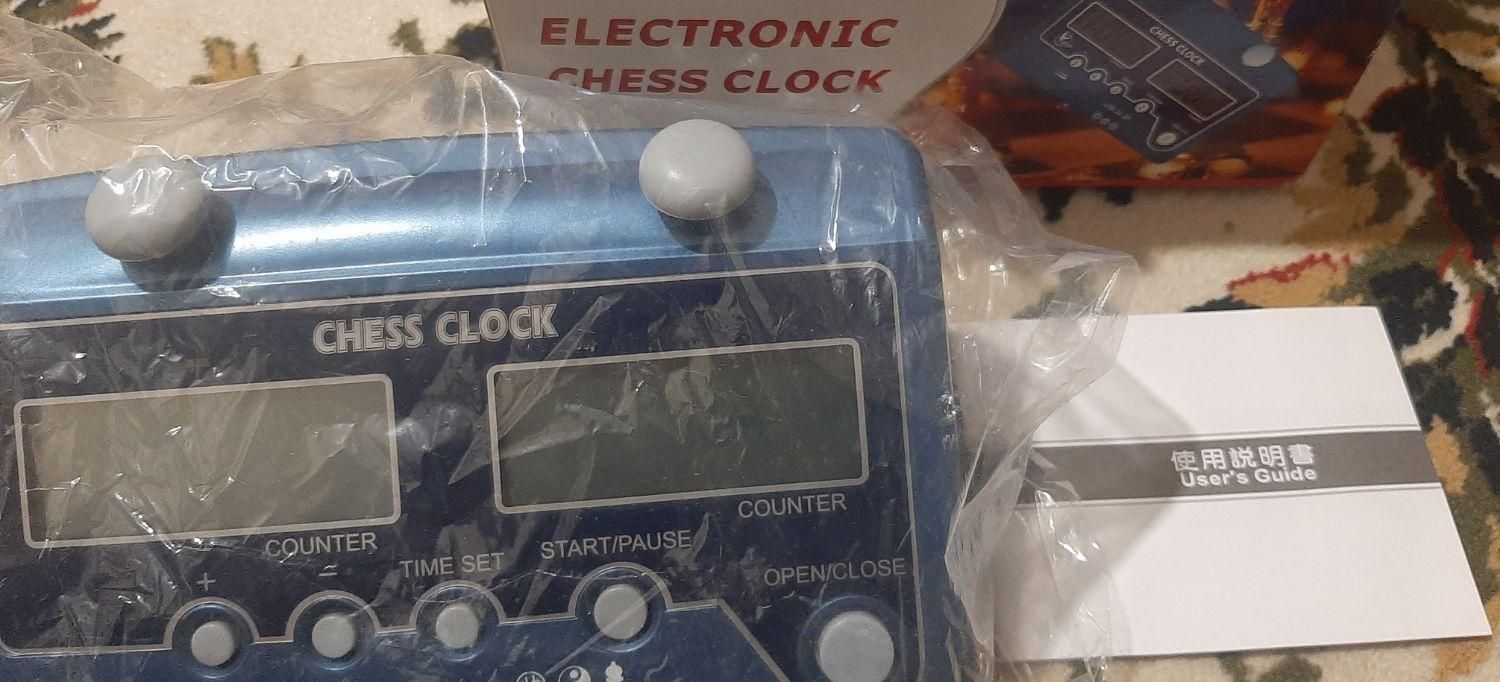 ELECTRONIC
CHESS CLOCK
CHESS CLOCK
CHESS CLOCK
COUNTER
COUNTER
+
−
TIME SET
START/PAUSE
OPEN/CLOSE
使用説明書
User's Guide